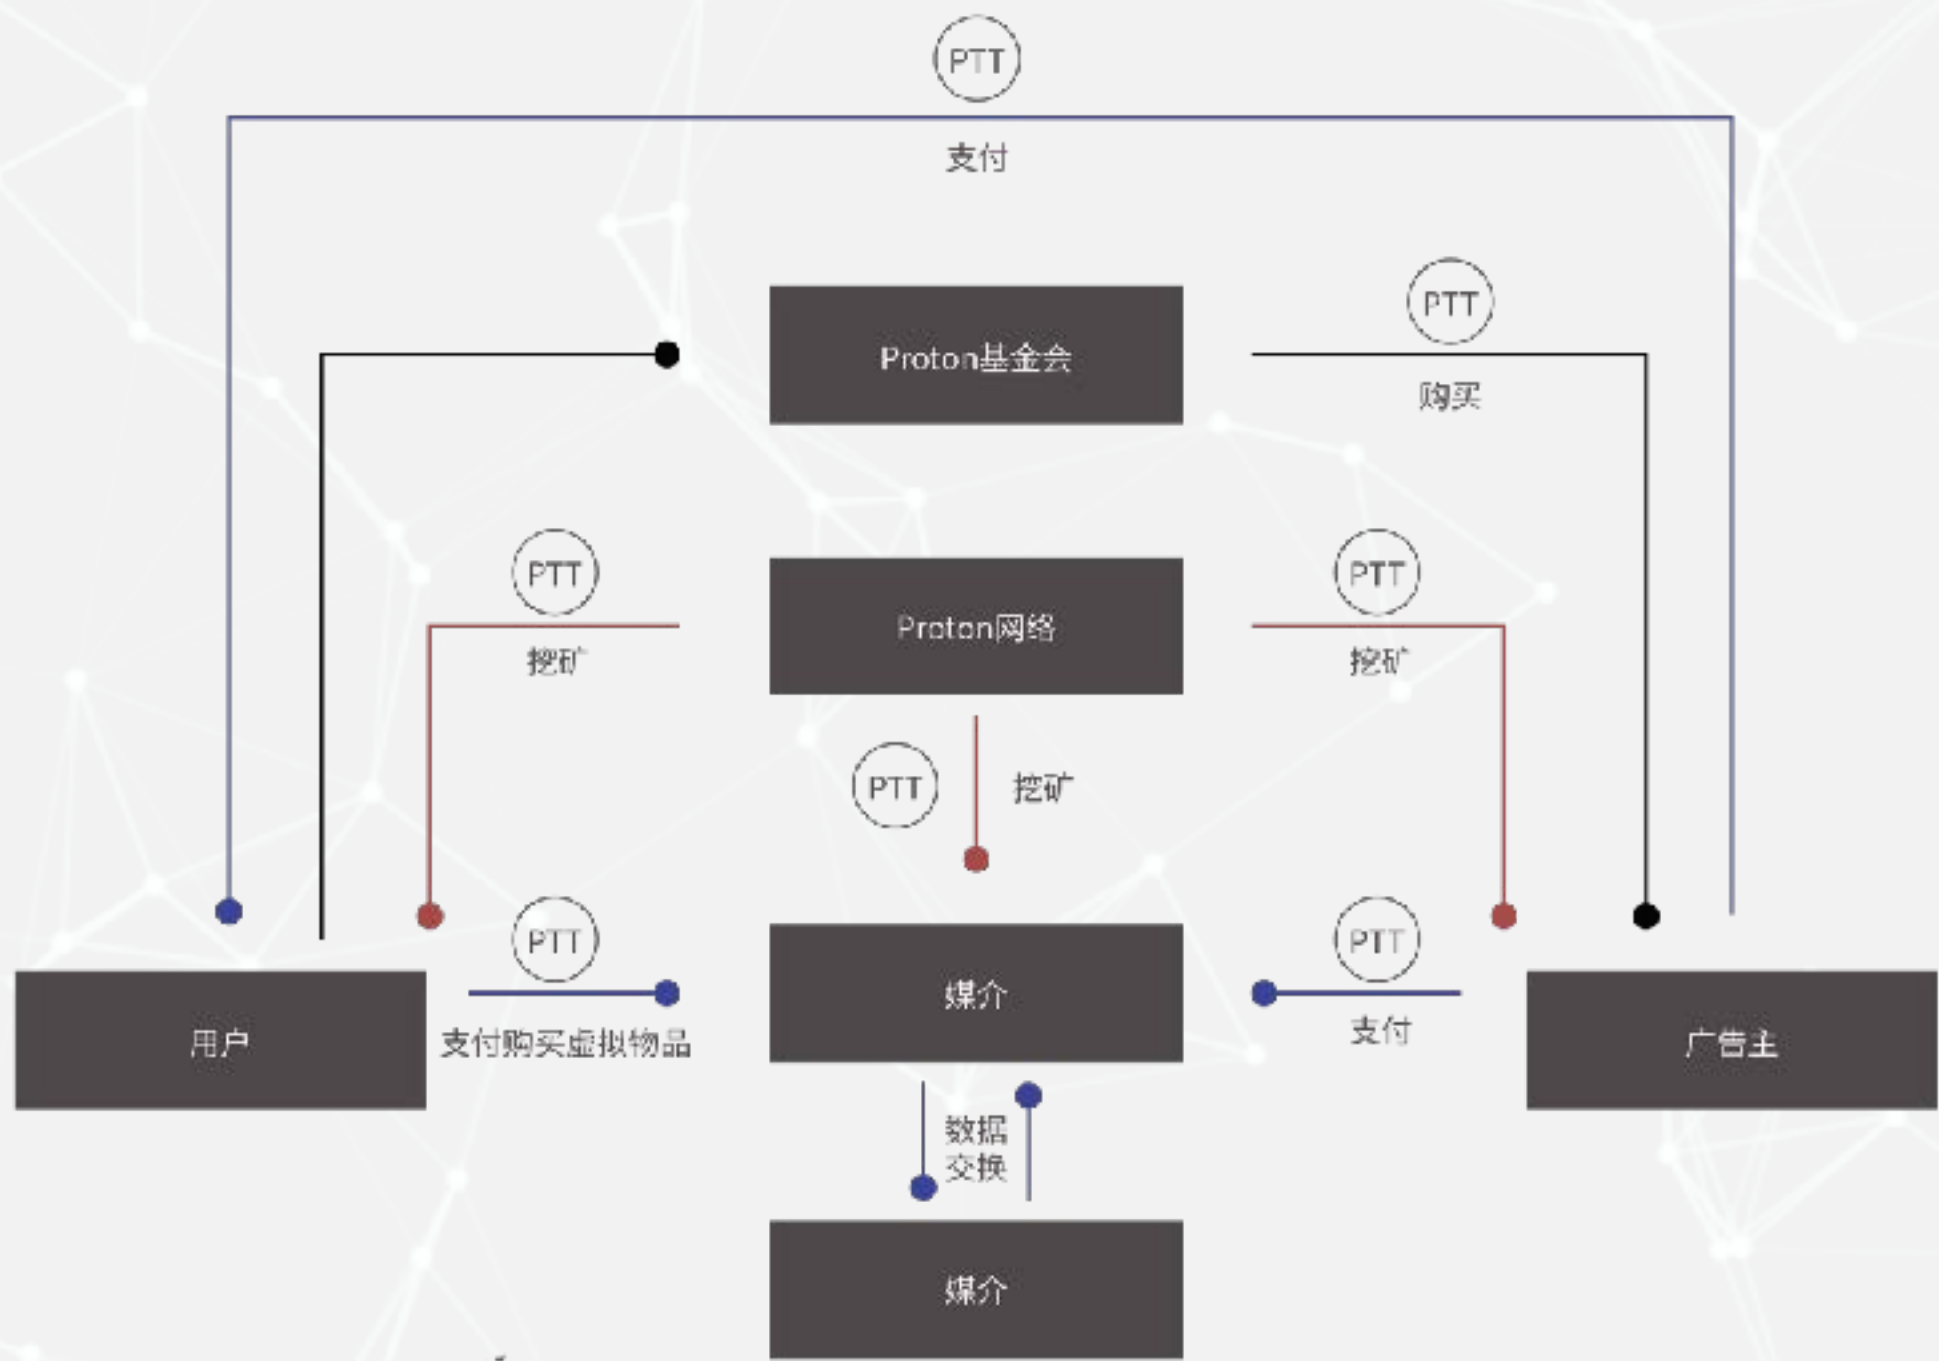 PTT
支付
PTT
Proton基金会
购买
PTT
PTT
Proton网络
挖矿
挖矿
PTT
挖矿
PTT
PTT
媒介
用户
支付购买虚拟物品
支付
广告主
数据
交换
媒介